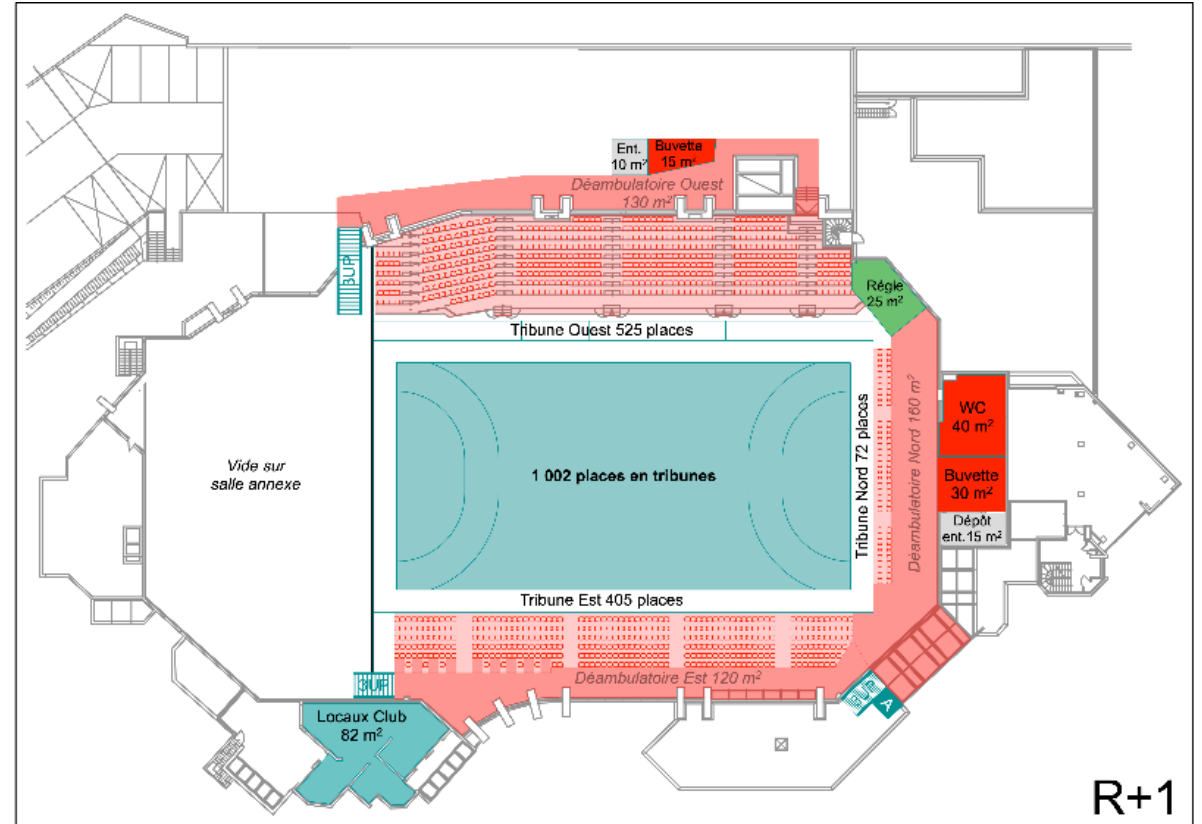 Ent.
10 m²
Buvette
15 m²
Déambulatoire Ouest
130 m²
3UP
Régie
25 m²
Tribune Ouest 525 places
Tribune Nord 72 places
Déambulatoire Nord 160 m²
WC
40 m²
Buvette
30 m²
Dépôt
ent.15 m²
Vide sur
salle annexe
1 002 places en tribunes
Tribune Est 405 places
Déambulatoire Est 120 m²
3UP
3UP
A
Locaux Club
82 m²
R+1